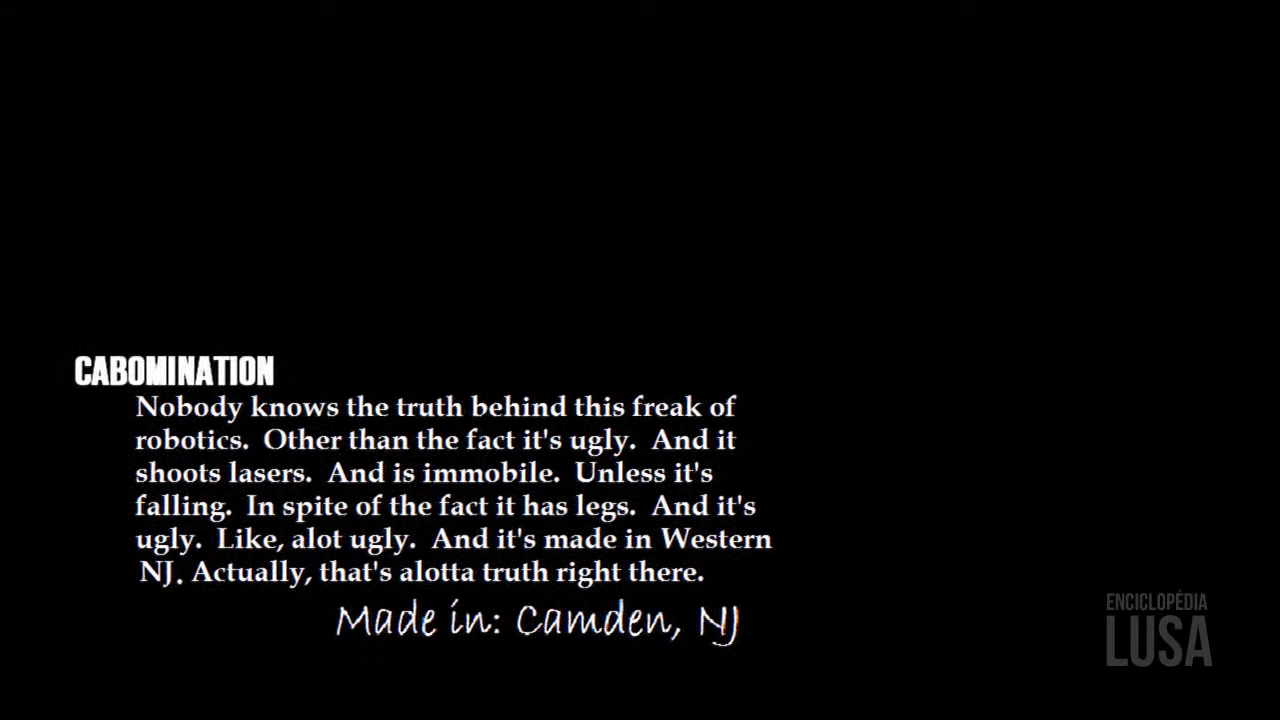 CABOMINATION
Nobody knows the truth behind this freak of
robotics.  Other than the fact it's ugly.  And it
shoots lasers.  And is immobile.  Unless it's
falling.  In spite of the fact it has legs.  And it's
ugly.  Like, alot ugly.  And it's made in Western
NJ. Actually, that's alotta truth right there.
Made in: Camden, NJ
ENCICLOPÉDIA
LUSA